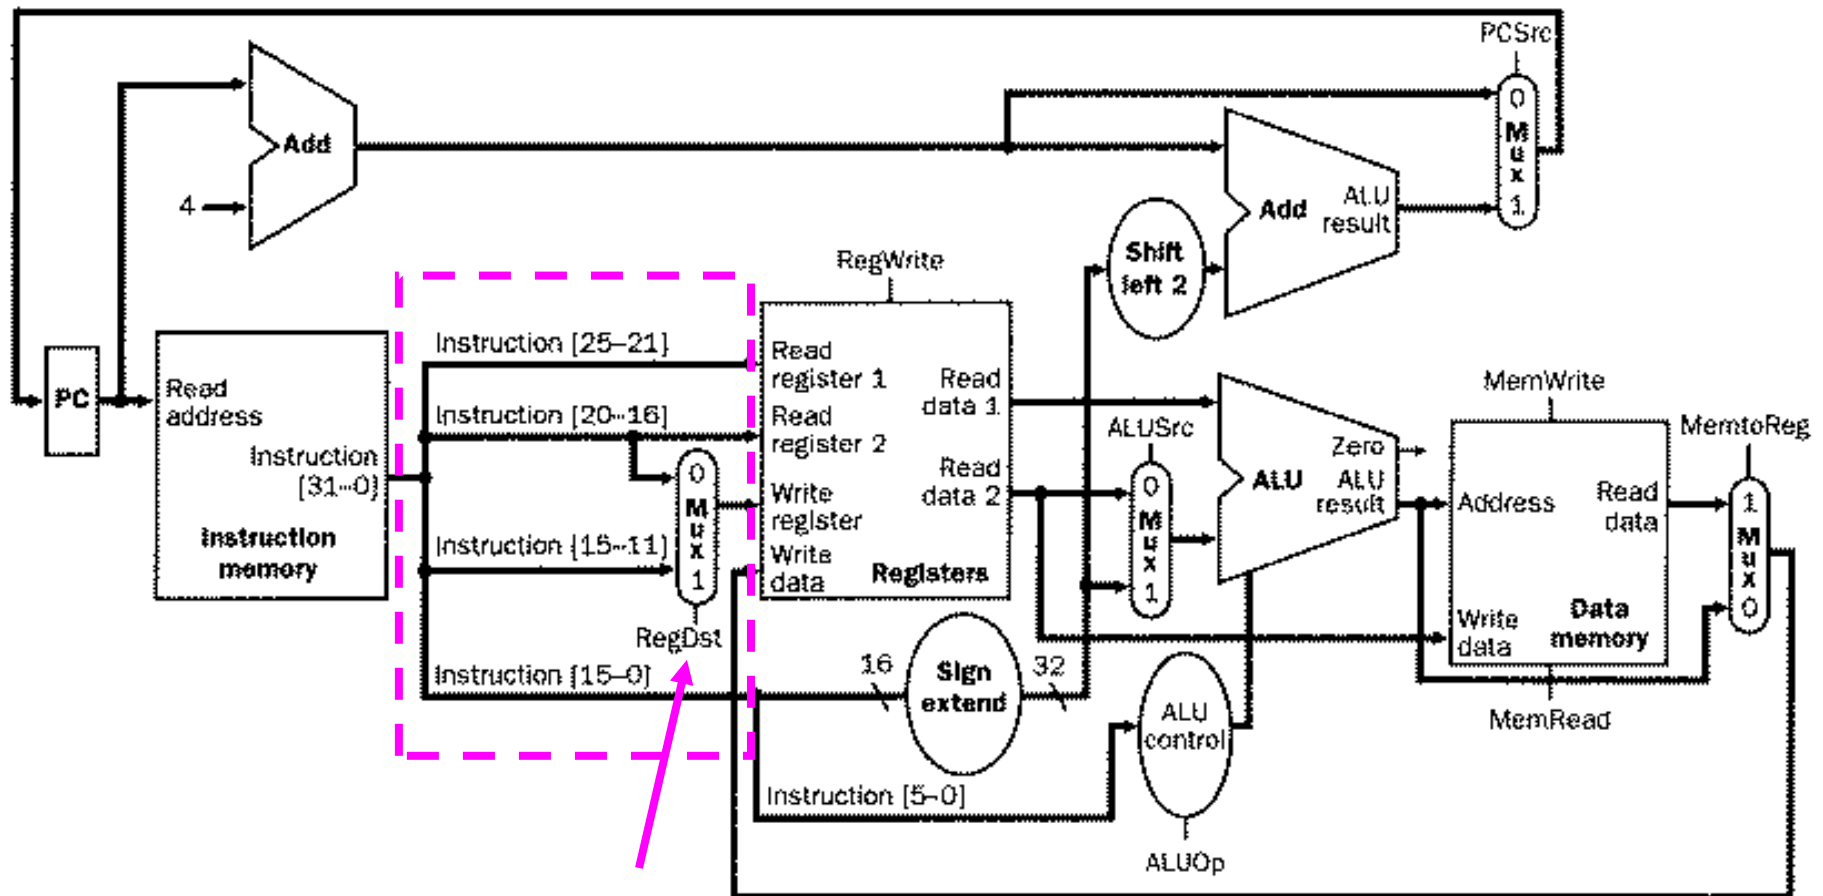 PCSrc
0
Mux
1
Add
4
Add
ALU
result
Shift
left 2
RegWrite
PC
Read
address
Instruction
[31–0]
Instruction
memory
Instruction [25–21]
Instruction [20–16]
0
Mux
1
Instruction [15–11]
RegDst
Instruction [15–0]
Read
register 1
Read
register 2
Write
register
Write
data
Read
data 1
Read
data 2
Registers
16
Sign
extend
32
Instruction [5–0]
ALUSrc
0
Mux
1
ALU
Zero
ALU
result
ALU
control
ALUOp
MemWrite
Address
Read
data
Write
data
Data
memory
MemRead
MemtoReg
1
Mux
0